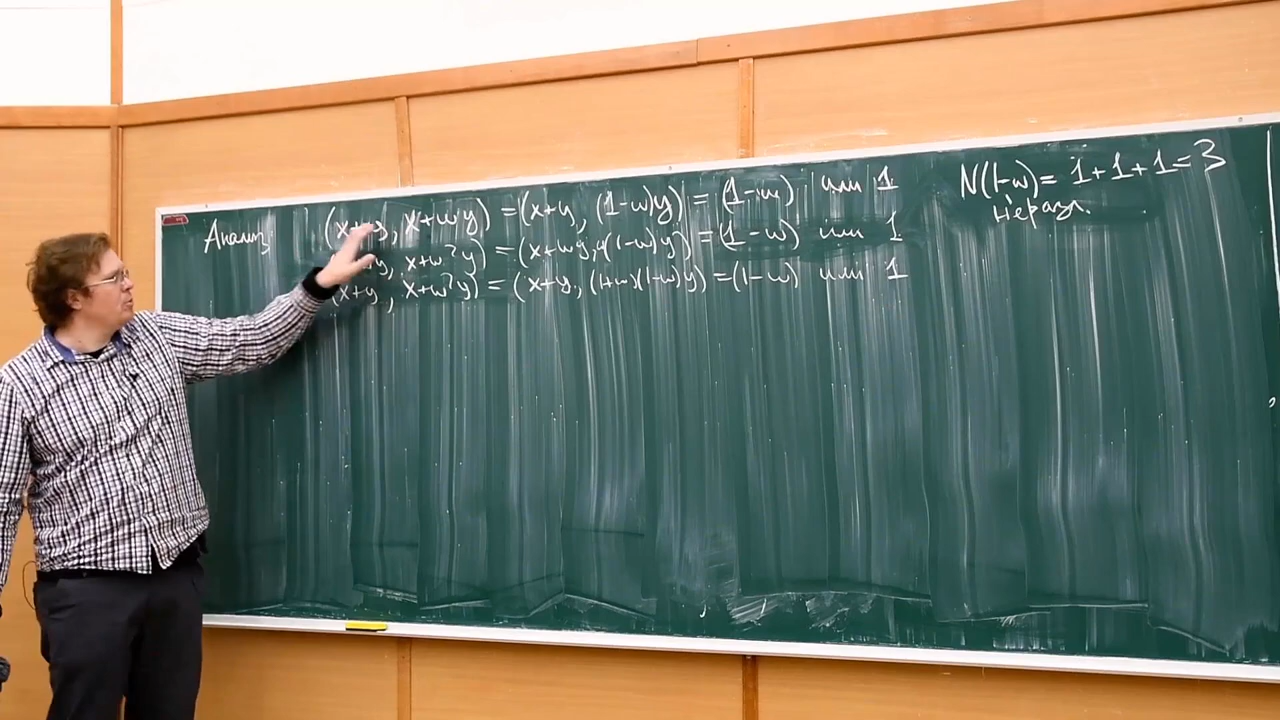 Анализ (x+y, x+wy) = (x+y, (1-w)y) = (1-w) или 1
y, x+w²y) = (x+wy, (1-w)y) = (1-w) или 1
(x+y, x+w²y) = (x+y, (1+w)(1-w)y) = (1-w) или 1
N(1-w) = 1+1+1=3
неразл.